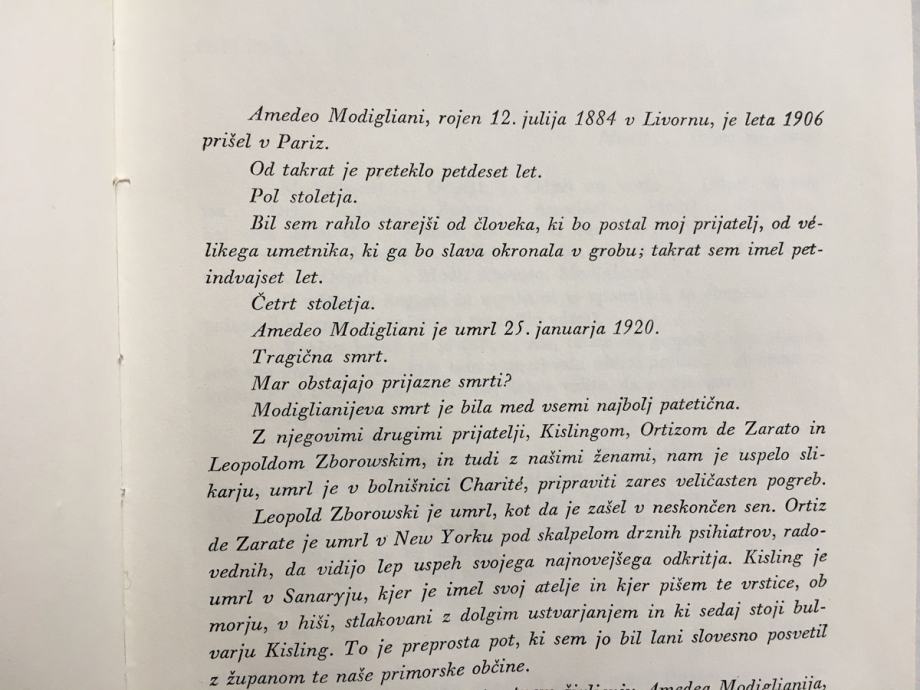 Amedeo Modigliani, rojen 12. julija 1884 v Livornu, je leta 1906
prišel v Pariz.
Od takrat je preteklo petdeset let.
Pol stoletja.
Bil sem rahlo starejši od človeka, ki bo postal moj prijatelj, od vé-
likega umetnika, ki ga bo slava okronala v grobu; takrat sem imel pet-
indvajset let.
Četrt stoletja.
Amedeo Modigliani je umrl 25. januarja 1920.
Tragična smrt.
Mar obstajajo prijazne smrti?
Modiglianijeva smrt je bila med vsemi najbolj patetična.
Z njegovimi drugimi prijatelji, Kislingom, Ortizom de Zarato in
Leopoldom Zborowskim, in tudi z našimi ženami, nam je uspelo sli-
karju, umrl je v bolnišnici Charité, pripraviti zares veličasten pogreb.
Leopold Zborowski je umrl, kot da je zašel v neskončen sen. Ortiz
de Zarate je umrl v New Yorku pod skalpelom drznih psihiatrov, rado-
vednih, da vidijo lep uspeh svojega najnovejšega odkritja. Kisling je
umrl v Sanaryju, kjer je imel svoj atelje in kjer pišem te vrstice, ob
morju, v hiši, stlakovani z dolgim ustvarjanjem in ki sedaj stoji bul-
varju Kisling. To je preprosta pot, ki sem jo bil lani slovesno posvetil
z županom te naše primorske občine.
življenju Amedea Modiglianija,